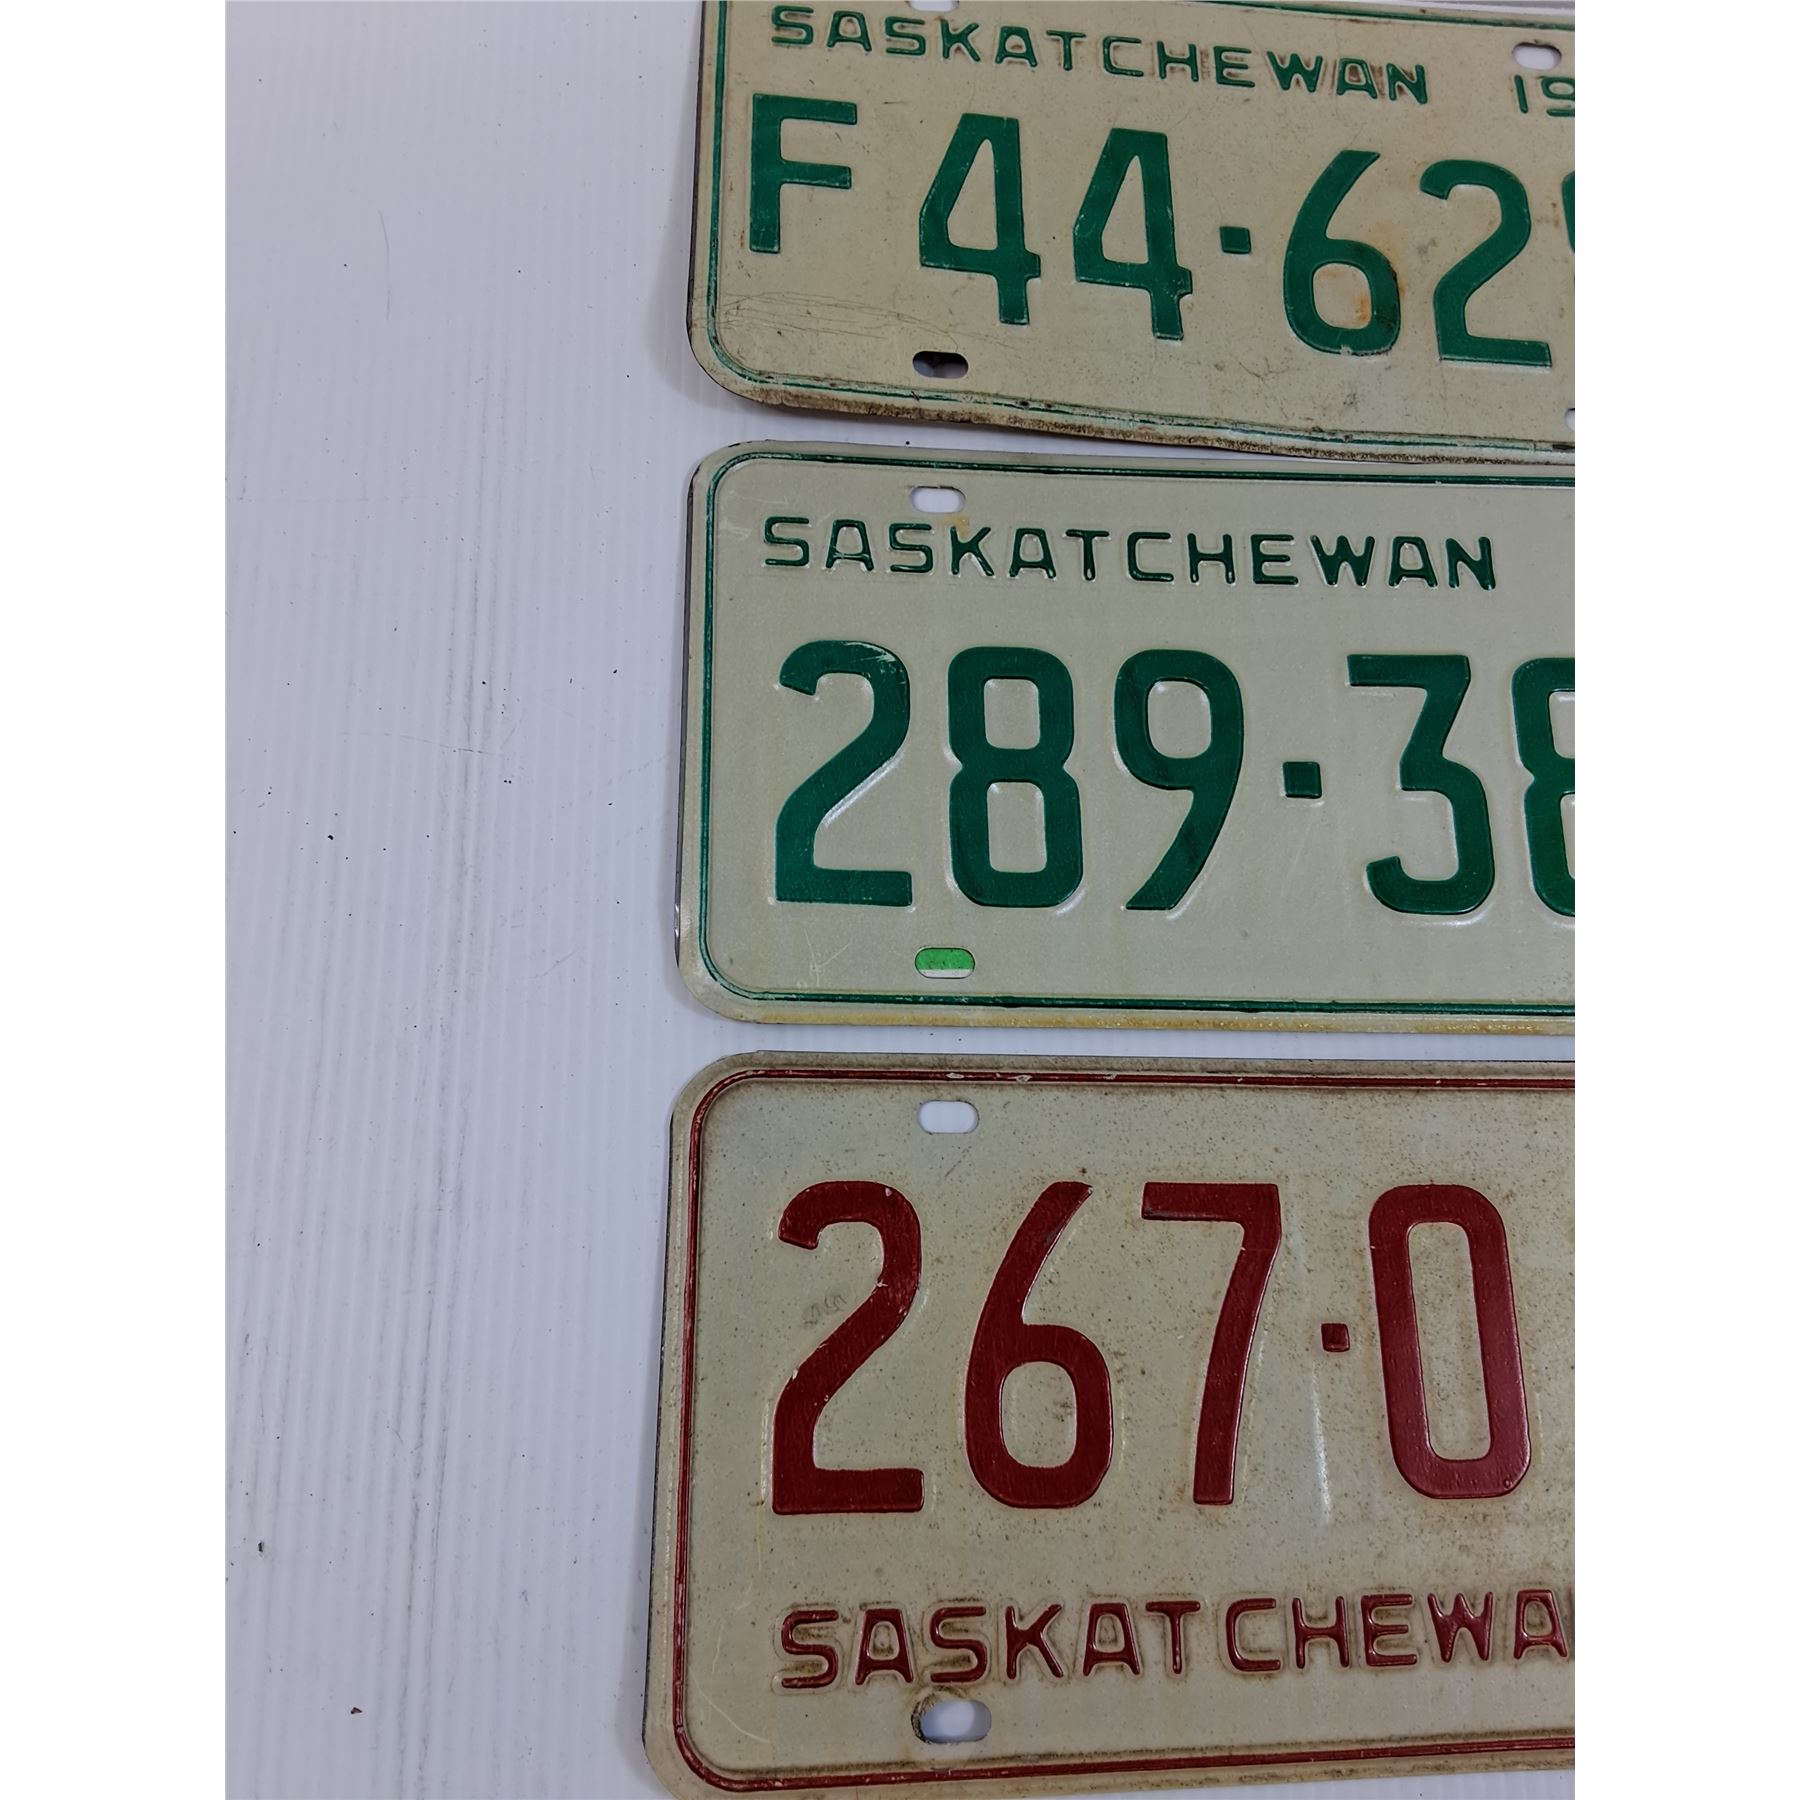 SASKATCHEWAN 19
F 44·62
SASKATCHEWAN
289·38
267·0
SASKATCHEWA